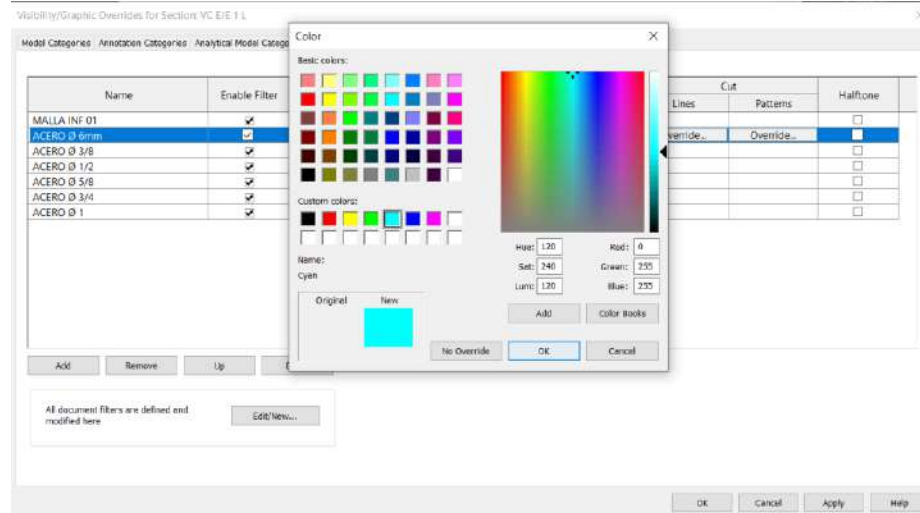 Visibility/Graphic Overrides for Section: VC E/E 1 L
Model Categories Annotation Categories Analytical Model Catego
Color
Basic colors:
Name Enable Filter Cut Halftone
Lines Patterns
MALLA INF 01
ACERO Ø 6mm verride... Override...
ACERO Ø 3/8
ACERO Ø 1/2
ACERO Ø 5/8
ACERO Ø 3/4
ACERO Ø 1
Custom colors:
Name:
Cyan
Hue: 120 Red: 0
Sat: 240 Green: 255
Lum: 120 Blue: 255
Original New
Add Color Books
No Override OK Cancel
Add Remove Up
All document filters are defined and
modified here
Edit/New...
OK Cancel Apply Help